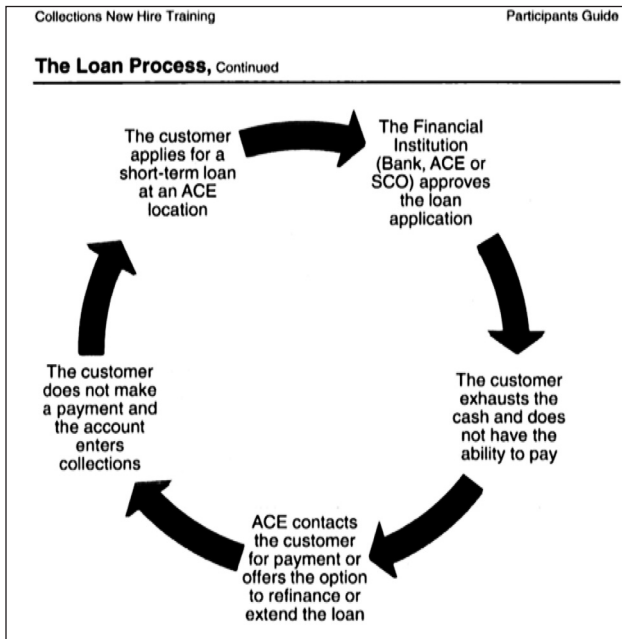 Collections New Hire Training
Participants Guide
The Loan Process, Continued
The customer
applies for a
short-term loan
at an ACE
location
The Financial
Institution
(Bank, ACE or
SCO) approves
the loan
application
The customer
exhausts the
cash and does
not have the
ability to pay
ACE contacts
the customer
for payment or
offers the option
to refinance or
extend the loan
The customer
does not make
a payment and
the account
enters
collections